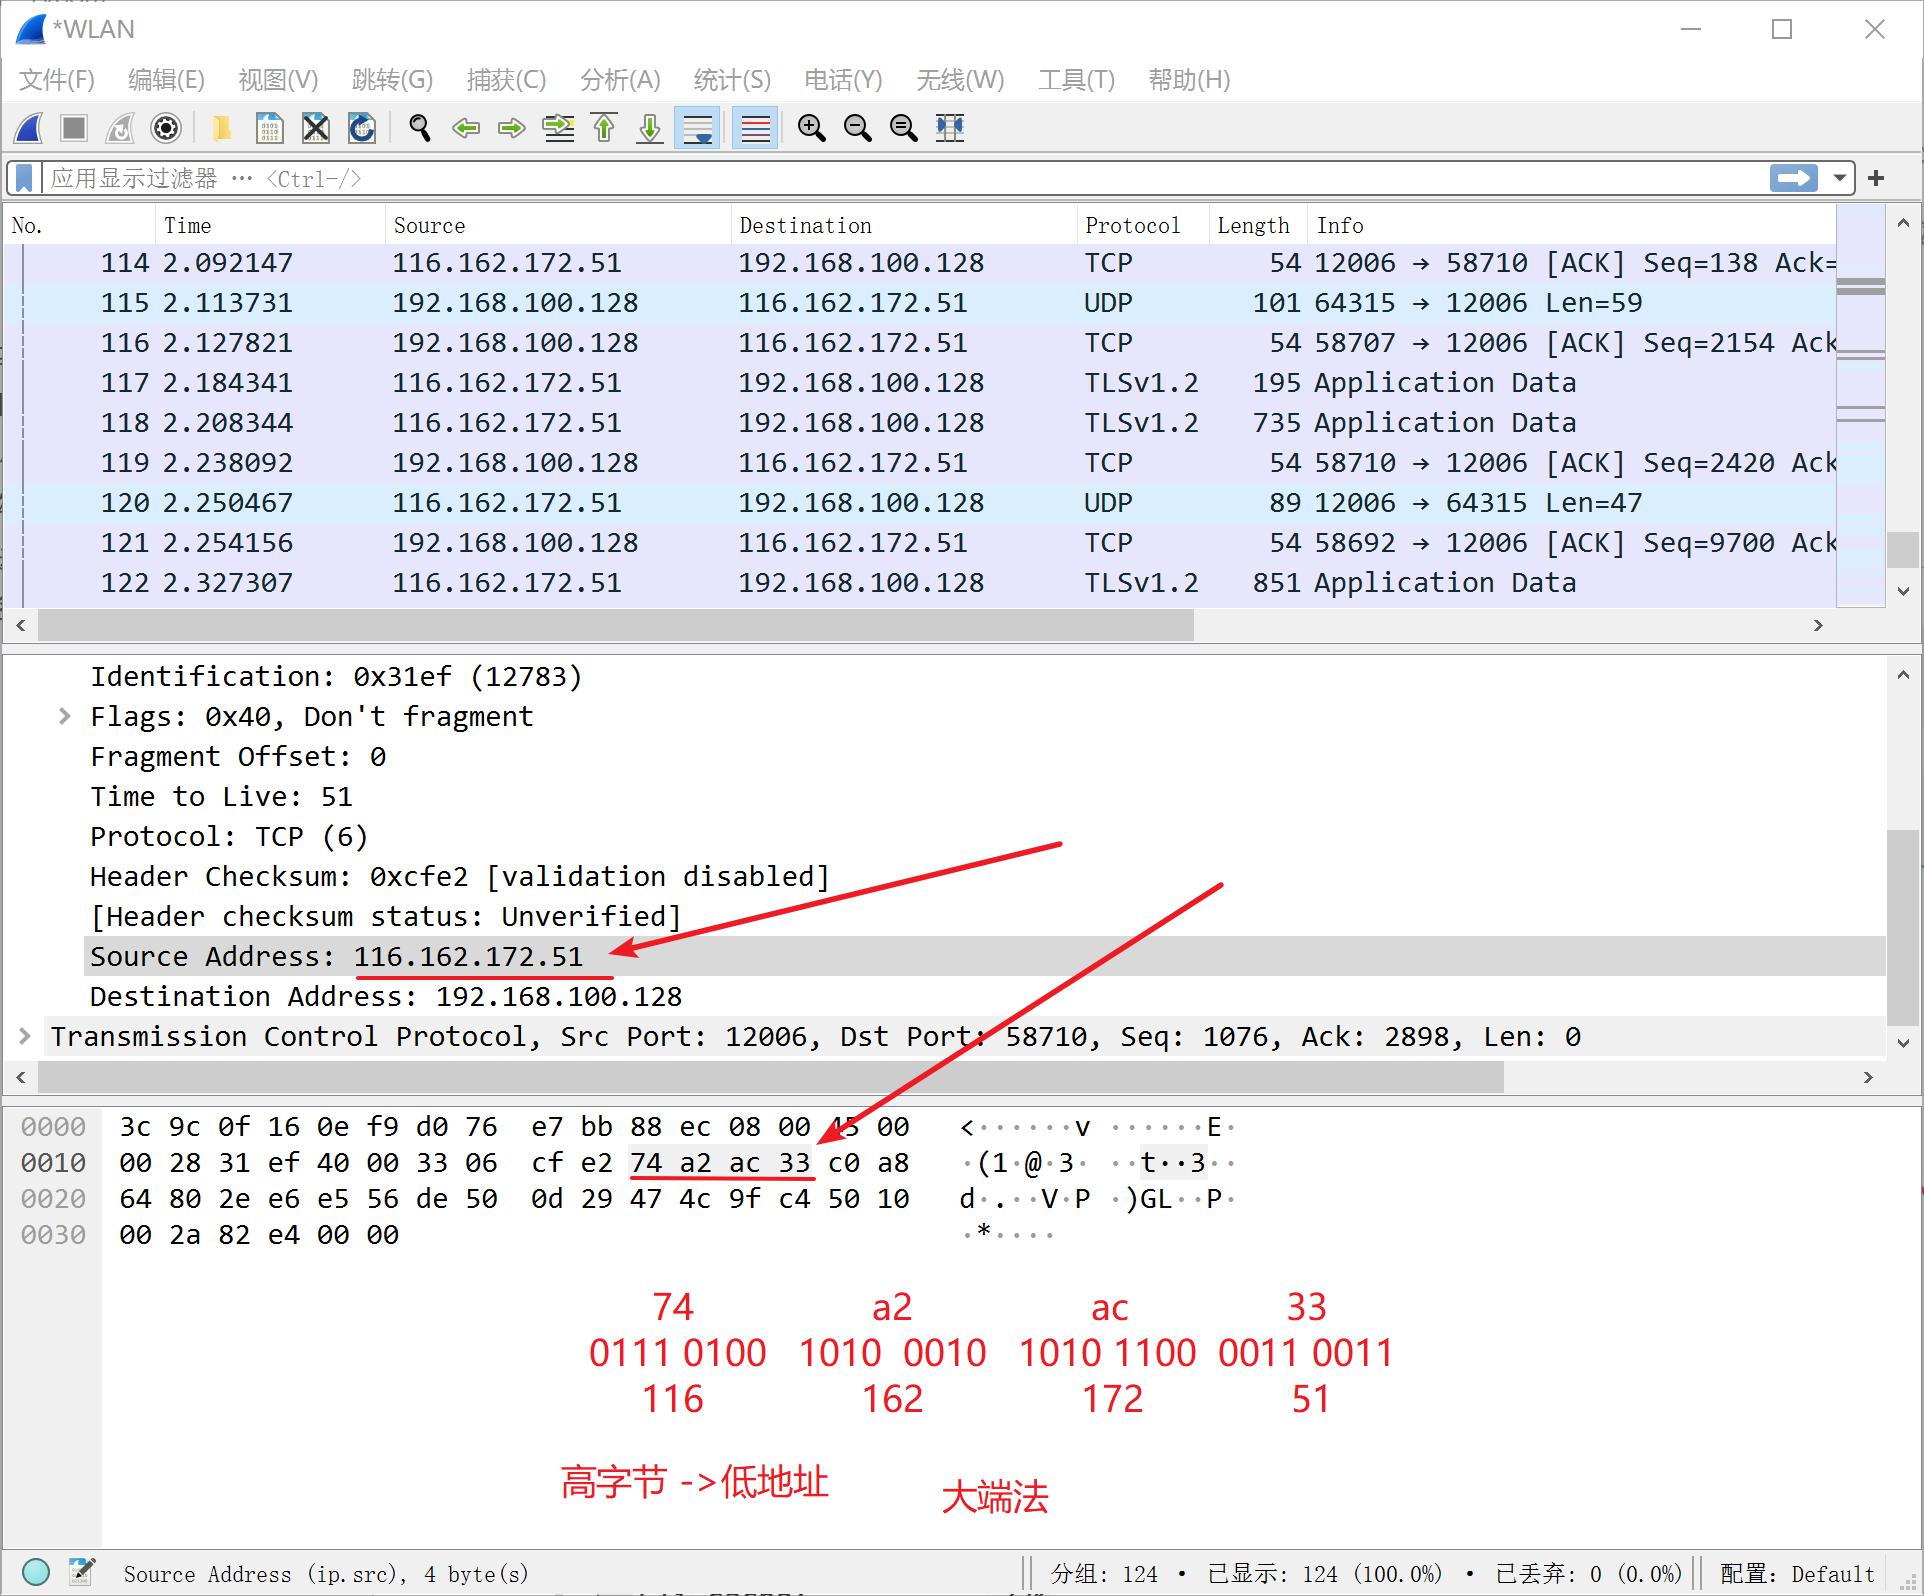 *WLAN
文件(F) 编辑(E) 视图(V) 跳转(G) 捕获(C) 分析(A) 统计(S) 电话(Y) 无线(W) 工具(T) 帮助(H)
应用显示过滤器 … <Ctrl-/>
No. Time Source Destination Protocol Length Info
114 2.092147 116.162.172.51 192.168.100.128 TCP 54 12006 → 58710 [ACK] Seq=138 Ack=
115 2.113731 192.168.100.128 116.162.172.51 UDP 101 64315 → 12006 Len=59
116 2.127821 192.168.100.128 116.162.172.51 TCP 54 58707 → 12006 [ACK] Seq=2154 Ack
117 2.184341 116.162.172.51 192.168.100.128 TLSv1.2 195 Application Data
118 2.208344 116.162.172.51 192.168.100.128 TLSv1.2 735 Application Data
119 2.238092 192.168.100.128 116.162.172.51 TCP 54 58710 → 12006 [ACK] Seq=2420 Ack
120 2.250467 116.162.172.51 192.168.100.128 UDP 89 12006 → 64315 Len=47
121 2.254156 192.168.100.128 116.162.172.51 TCP 54 58692 → 12006 [ACK] Seq=9700 Ack
122 2.327307 116.162.172.51 192.168.100.128 TLSv1.2 851 Application Data
Identification: 0x31ef (12783)
Flags: 0x40, Don't fragment
Fragment Offset: 0
Time to Live: 51
Protocol: TCP (6)
Header Checksum: 0xcfe2 [validation disabled]
[Header checksum status: Unverified]
Source Address: 116.162.172.51
Destination Address: 192.168.100.128
Transmission Control Protocol, Src Port: 12006, Dst Port: 58710, Seq: 1076, Ack: 2898, Len: 0
0000 3c 9c 0f 16 0e f9 d0 76 e7 bb 88 ec 08 00 45 00 <······v ······E·
0010 00 28 31 ef 40 00 33 06 cf e2 74 a2 ac 33 c0 a8 ·(1·@·3· ··t··3··
0020 64 80 2e e6 e5 56 de 50 0d 29 47 4c 9f c4 50 10 d·.··V·P ·)GL··P·
0030 00 2a 82 e4 00 00 ·*····
74 a2 ac 33
0111 0100 1010 0010 1010 1100 0011 0011
116 162 172 51
高字节 ->低地址 大端法
Source Address (ip.src), 4 byte(s) 分组: 124 · 已显示: 124 (100.0%) · 已丢弃: 0 (0.0%) 配置: Default